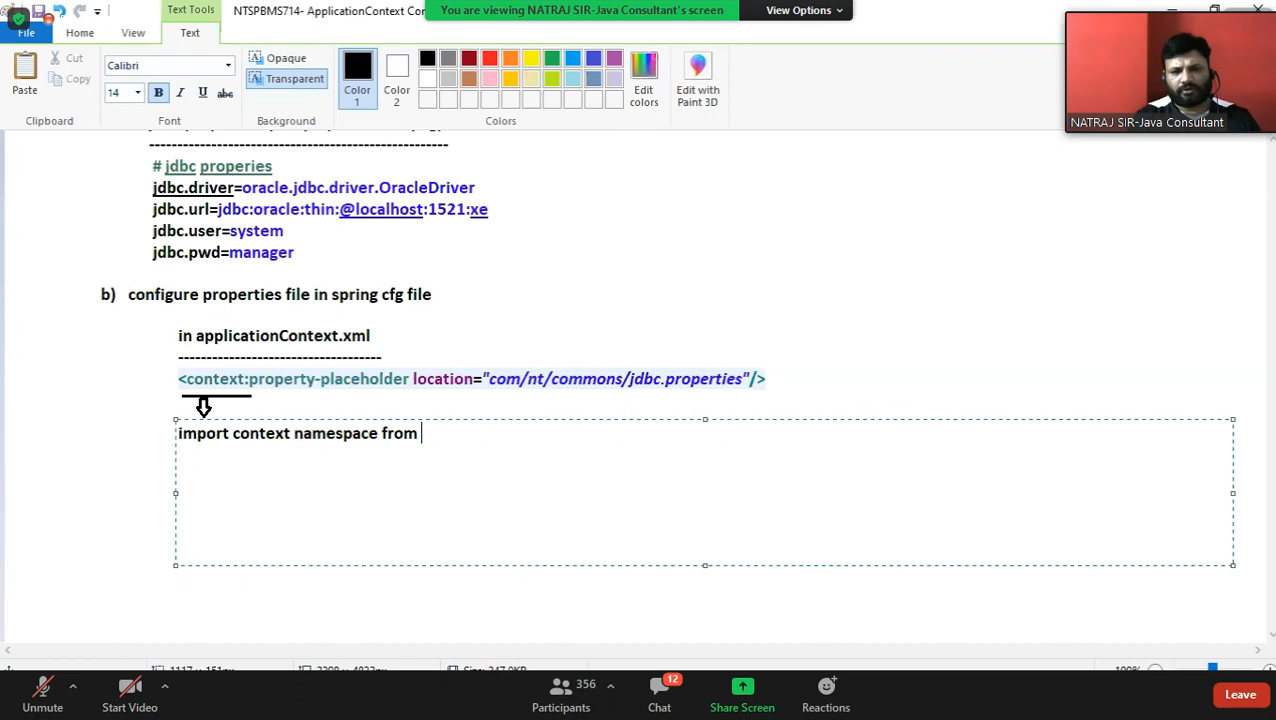 Text Tools
NTSPBMS714- ApplicationContext Con
You are viewing NATRAJ SIR-Java Consultant's screen
View Options
File
Home
View
Text
Paste
Cut
Copy
Clipboard
Calibri
14
B
I
U
abc
Font
Opaque
Transparent
Background
Color 1
Color 2
Edit colors
Edit with Paint 3D
Colors
NATRAJ SIR-Java Consultant
-----------------------------------------------------
# jdbc properies
jdbc.driver=oracle.jdbc.driver.OracleDriver
jdbc.url=jdbc:oracle:thin:@localhost:1521:xe
jdbc.user=system
jdbc.pwd=manager
b) configure properties file in spring cfg file
in applicationContext.xml
------------------------------------
<context:property-placeholder location="com/nt/commons/jdbc.properties"/>
import context namespace from
100%
Unmute
Start Video
356
Participants
12
Chat
Share Screen
Reactions
Leave